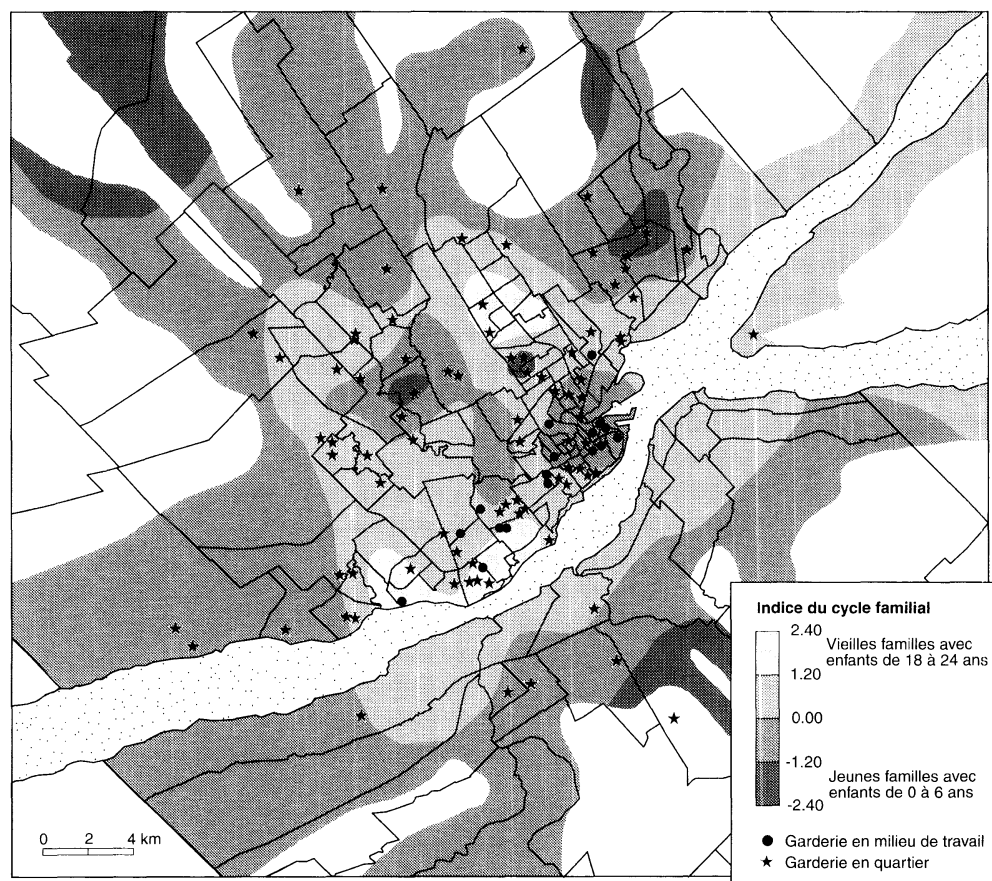 Indice du cycle familial
2.40
Vieilles familles avec
enfants de 18 à 24 ans
1.20
0.00
-1.20
Jeunes familles avec
enfants de 0 à 6 ans
-2.40
0 2 4 km
Garderie en milieu de travail
Garderie en quartier